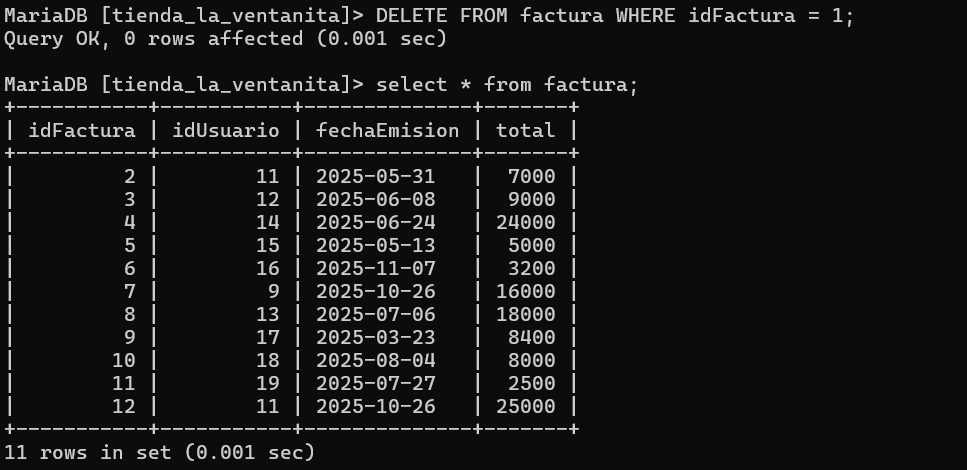 MariaDB [tienda_la_ventanita]> DELETE FROM factura WHERE idFactura = 1;
Query OK, 0 rows affected (0.001 sec)
MariaDB [tienda_la_ventanita]> select * from factura;
+-----------+-----------+--------------+-------+
| idFactura | idUsuario | fechaEmision | total |
+-----------+-----------+--------------+-------+
|         2 |        11 | 2025-05-31   |  7000 |
|         3 |        12 | 2025-06-08   |  9000 |
|         4 |        14 | 2025-06-24   | 24000 |
|         5 |        15 | 2025-05-13   |  5000 |
|         6 |        16 | 2025-11-07   |  3200 |
|         7 |         9 | 2025-10-26   | 16000 |
|         8 |        13 | 2025-07-06   | 18000 |
|         9 |        17 | 2025-03-23   |  8400 |
|        10 |        18 | 2025-08-04   |  8000 |
|        11 |        19 | 2025-07-27   |  2500 |
|        12 |        11 | 2025-10-26   | 25000 |
+-----------+-----------+--------------+-------+
11 rows in set (0.001 sec)